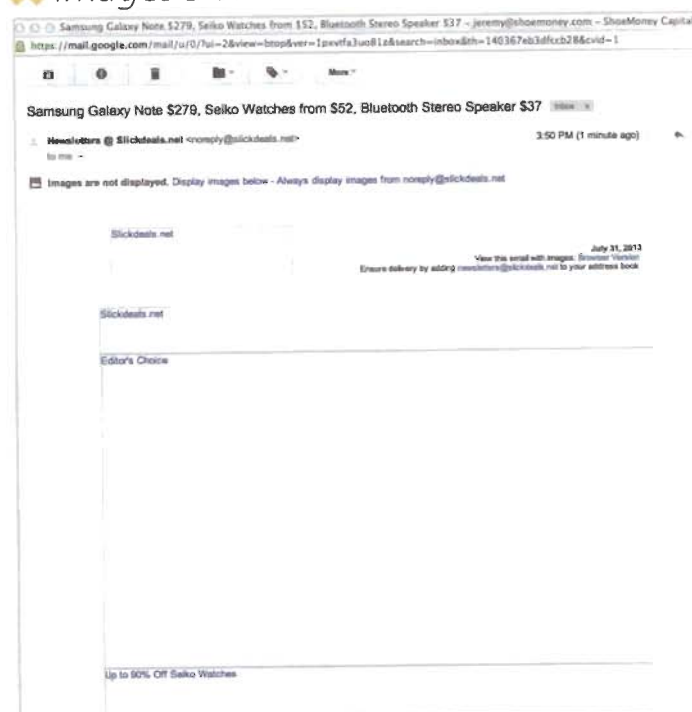 Samsung Galaxy Note $279, Seiko Watches from $52, Bluetooth Stereo Speaker $37 - jeremy@shoemoney.com - ShoeMoney Capital
https://mail.google.com/mail/u/0/?ui=2&view=btop&ver=1pxvtfa3uo81z&search=inbox&th=140367eb3dfccb28&cvid=1
More
Samsung Galaxy Note $279, Seiko Watches from $52, Bluetooth Stereo Speaker $37 Inbox x
Newsletters @ Slickdeals.net <noreply@slickdeals.net> 3:50 PM (1 minute ago)
to me
Images are not displayed. Display images below - Always display images from noreply@slickdeals.net
Slickdeals.net
July 31, 2013
View this email with images: Browser Version
Ensure delivery by adding newsletters@slickdeals.net to your address book
Slickdeals.net
Editor's Choice
Up to 90% Off Seiko Watches